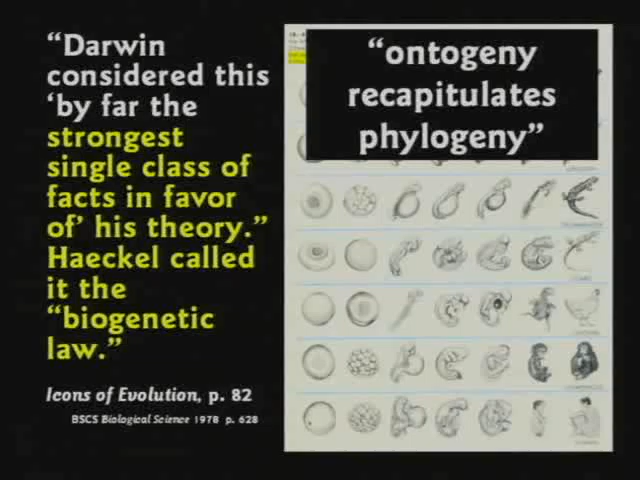 “Darwin
considered this
‘by far the
strongest
single class of
facts in favor
of’ his theory.”
Haeckel called
it the
“biogenetic
law.”
Icons of Evolution, p. 82
BSCS Biological Science 1978 p. 628
“ontogeny
recapitulates
phylogeny”